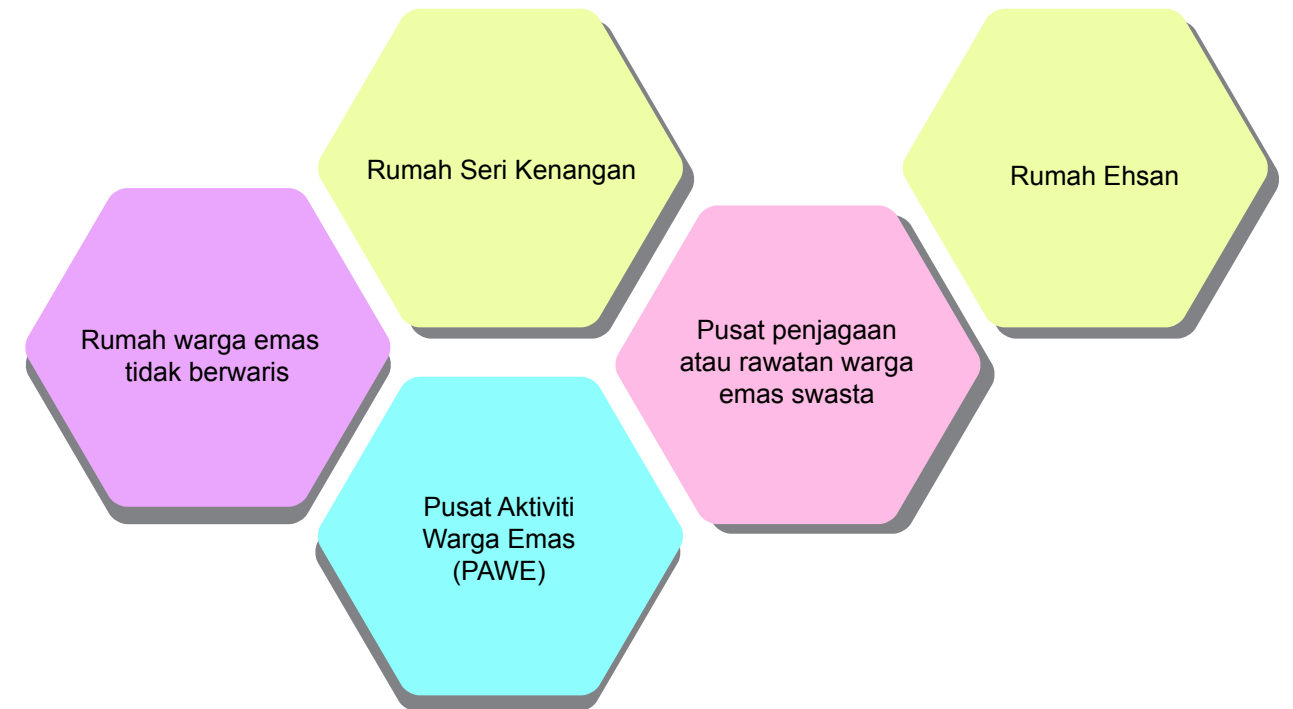 Rumah Seri Kenangan
Rumah Ehsan
Rumah warga emas
tidak berwaris
Pusat penjagaan
atau rawatan warga
emas swasta
Pusat Aktiviti
Warga Emas
(PAWE)